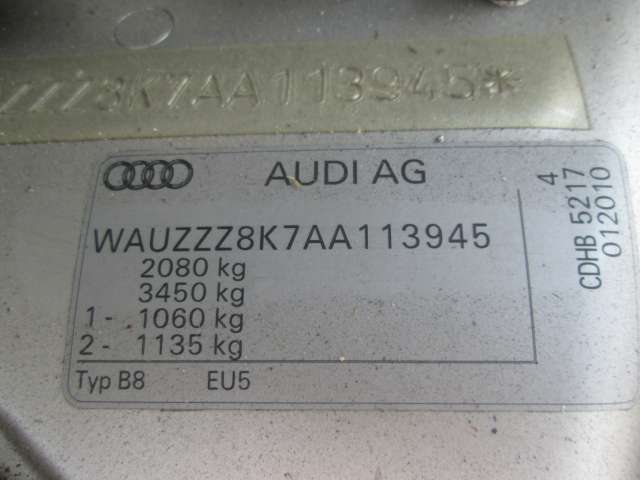 ZZZ8K7AA113945*
AUDI AG
WAUZZZ8K7AA113945
2080 kg
3450 kg
1- 1060 kg
2- 1135 kg
Typ B8 EU5
4
CDHB 5217
012010